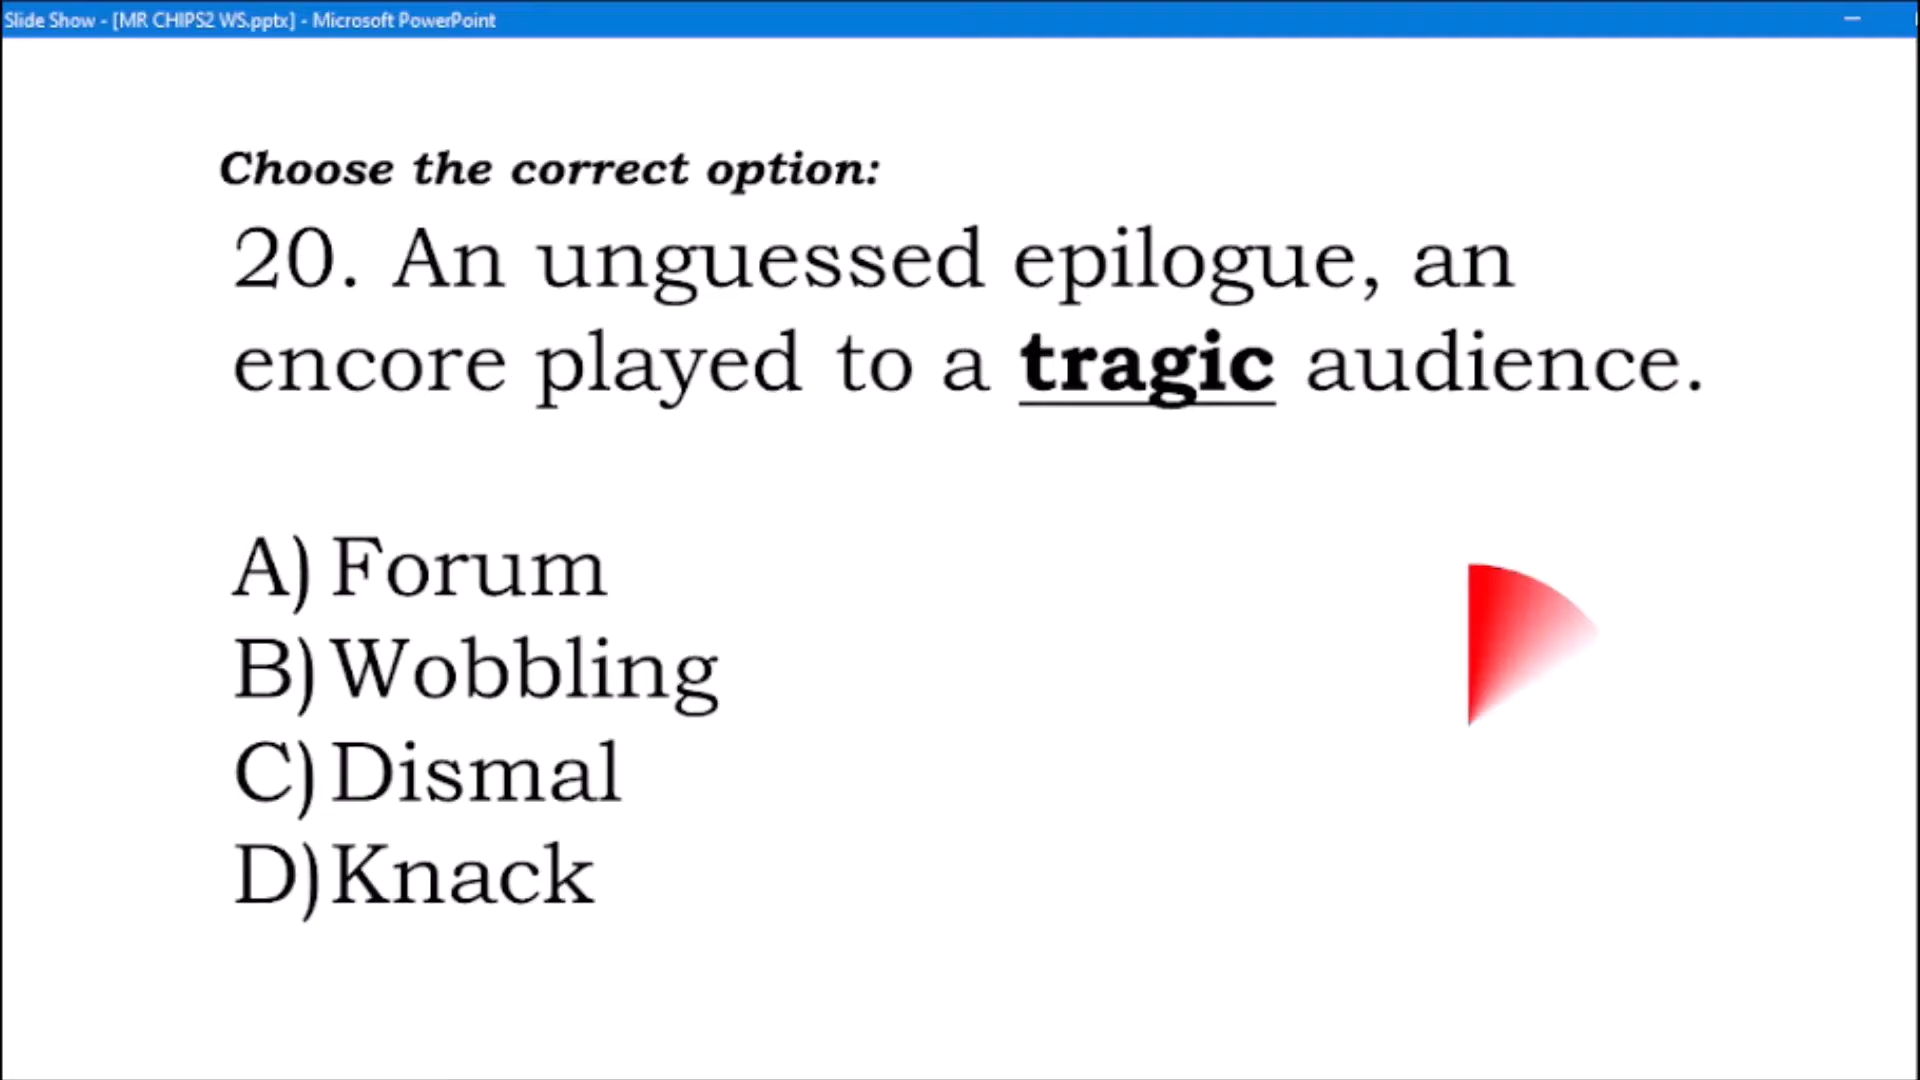 Slide Show - [MR CHIPS2 WS.pptx] - Microsoft PowerPoint
Choose the correct option:
20. An unguessed epilogue, an
encore played to a tragic audience.
A) Forum
B) Wobbling
C) Dismal
D) Knack